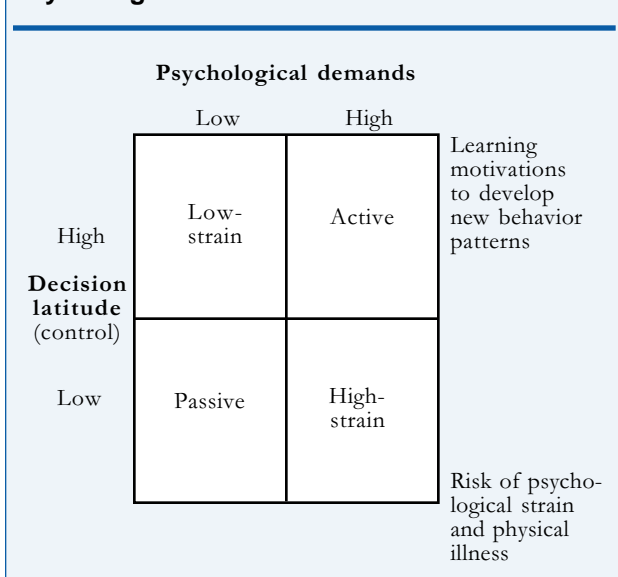 Psychological demands
Low High
Learning
motivations
to develop
new behavior
patterns
Low-
strain
Active
High
Decision
latitude
(control)
Low
Passive
High-
strain
Risk of psycho-
logical strain
and physical
illness